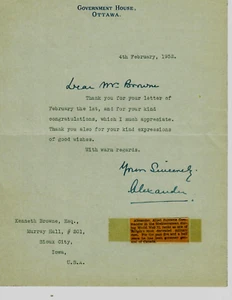 GOVERNMENT HOUSE,
OTTAWA.
4th February, 1952.
Dear Mr. Browne
Thank you for your letter of
February the 1st, and for your kind
congratulations, which I much appreciate.
Thank you also for your kind expressions
of good wishes.
With warm regards.
Yours Sincerely,
Alexander
Kenneth Browne, Esq.,
Murray Hall, # 201,
Sioux City,
Iowa,
U.S.A.